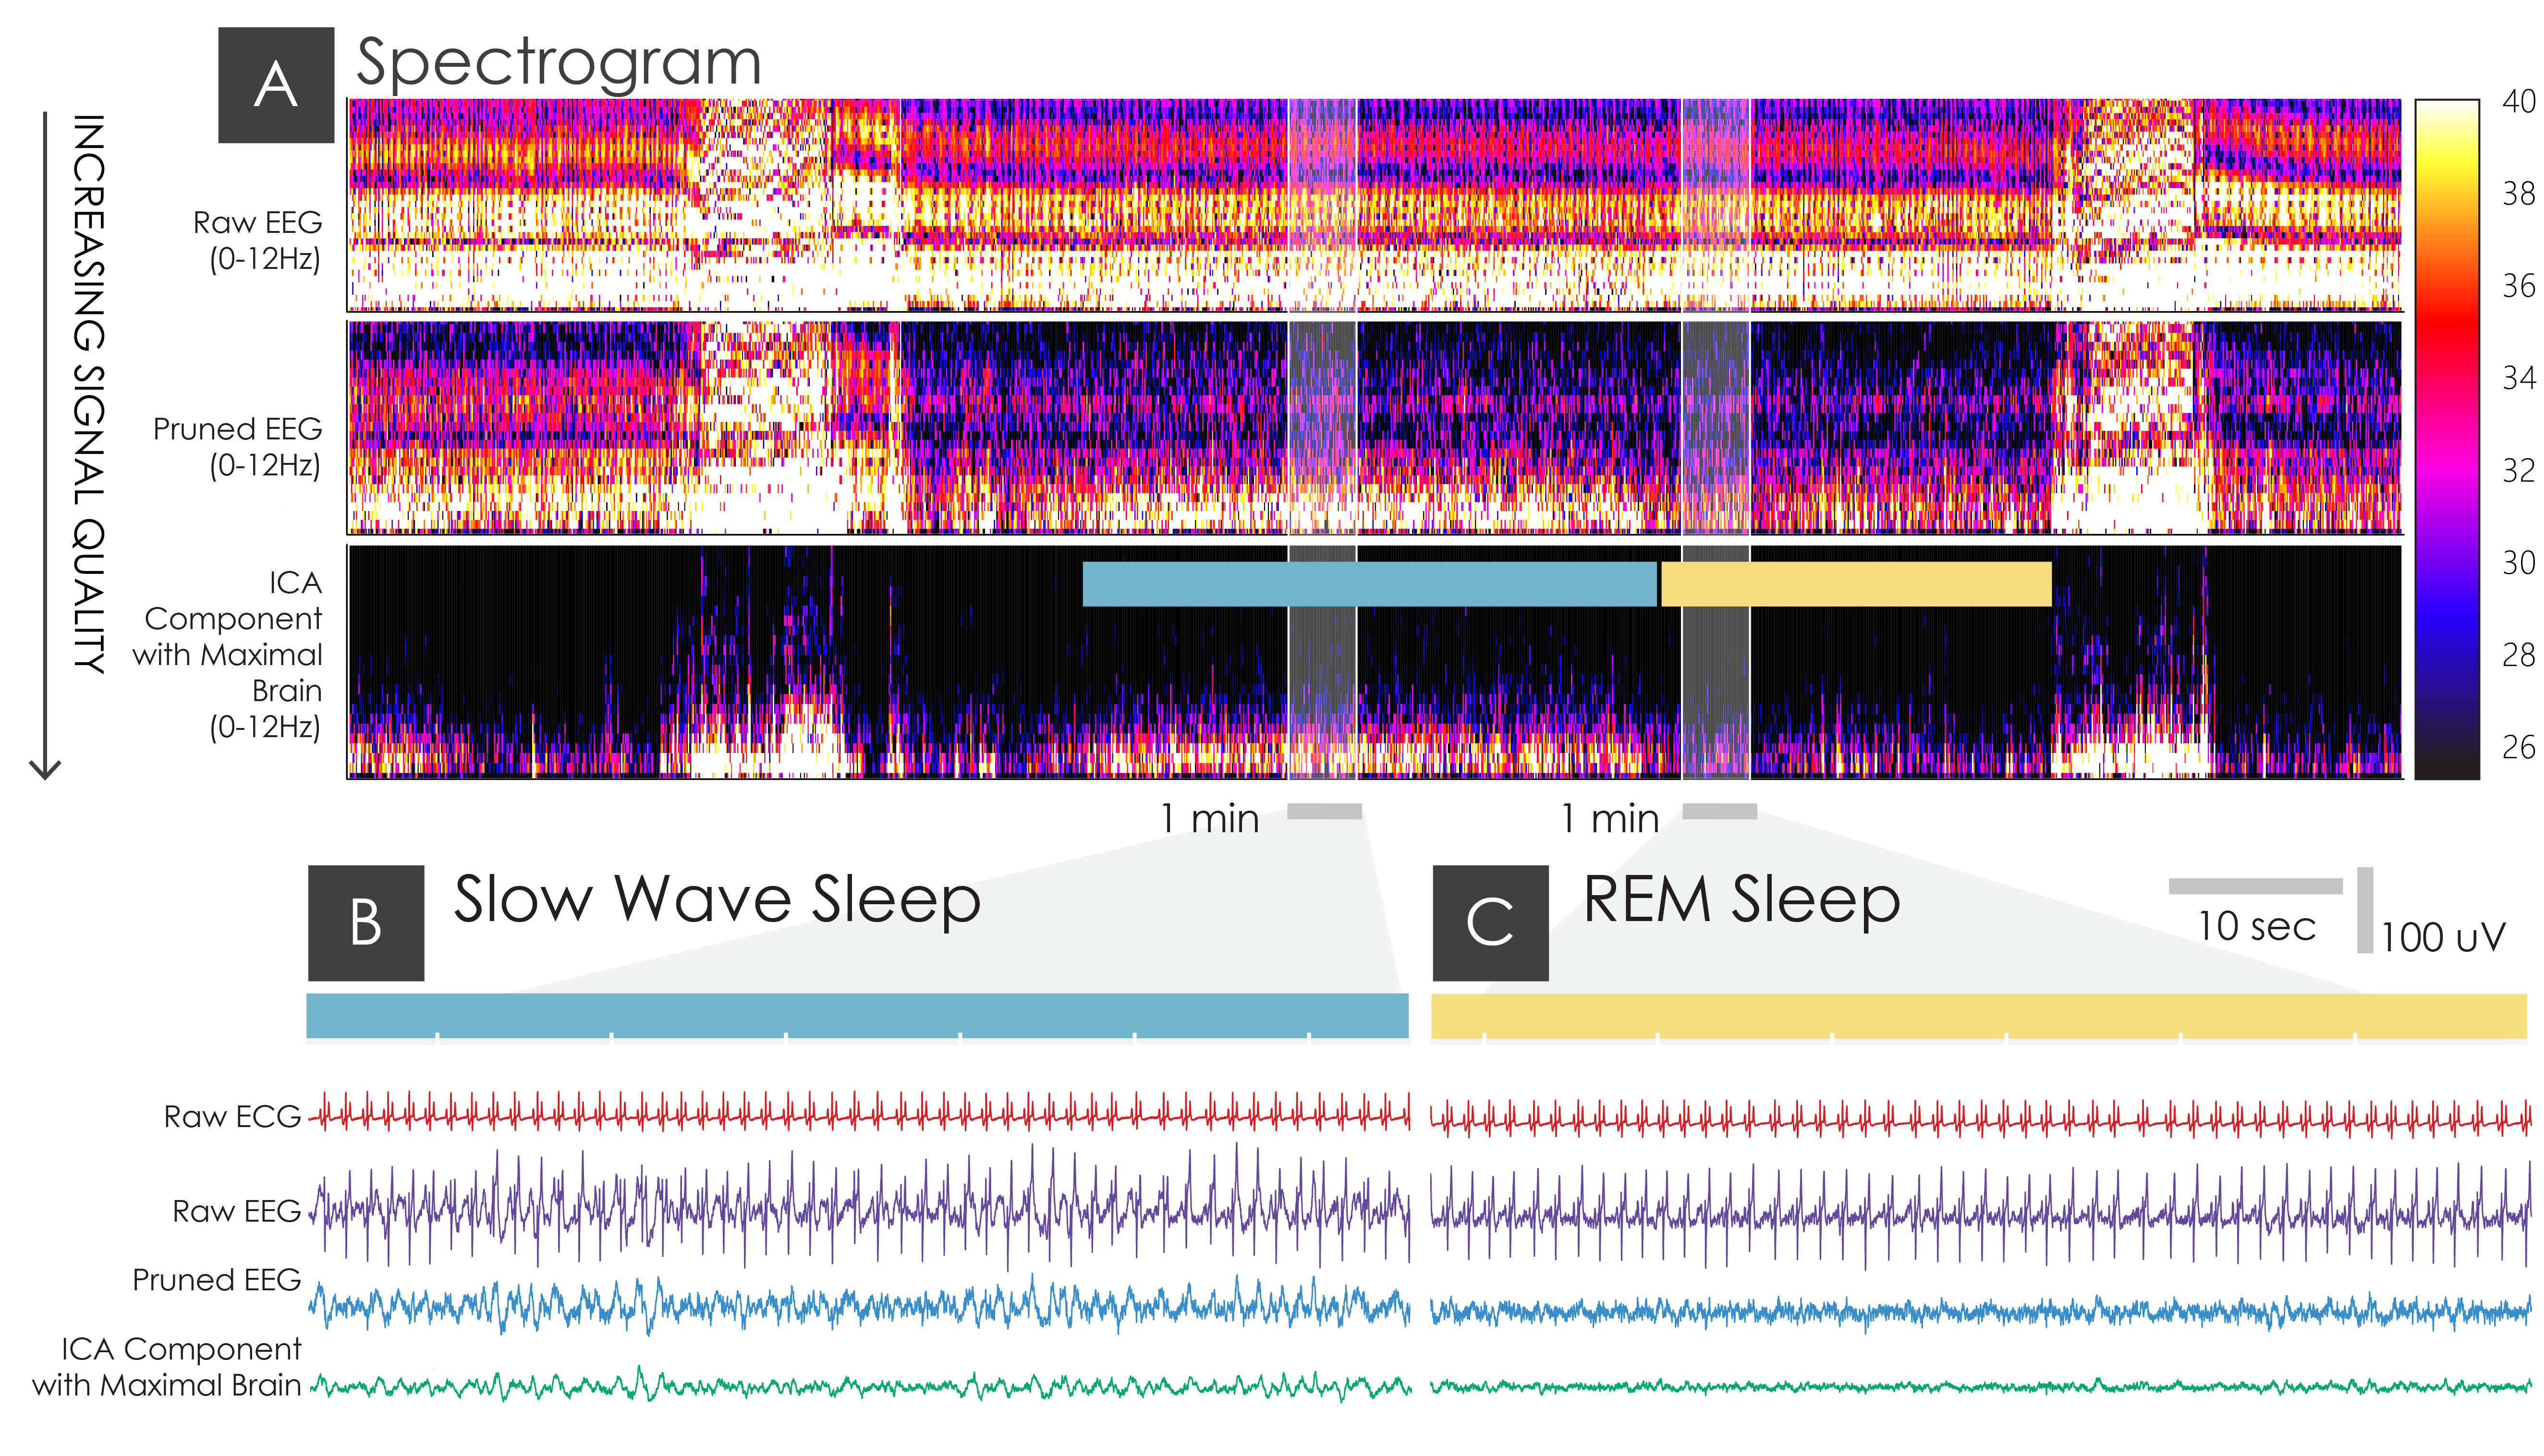 A
Spectrogram
INCREASING SIGNAL QUALITY
Raw EEG
(0-12Hz)
Pruned EEG
(0-12Hz)
ICA
Component
with Maximal
Brain
(0-12Hz)
40
38
36
34
32
30
28
26
1 min
1 min
B
Slow Wave Sleep
C
REM Sleep
10 sec
100 uV
Raw ECG
Raw EEG
Pruned EEG
ICA Component
with Maximal Brain